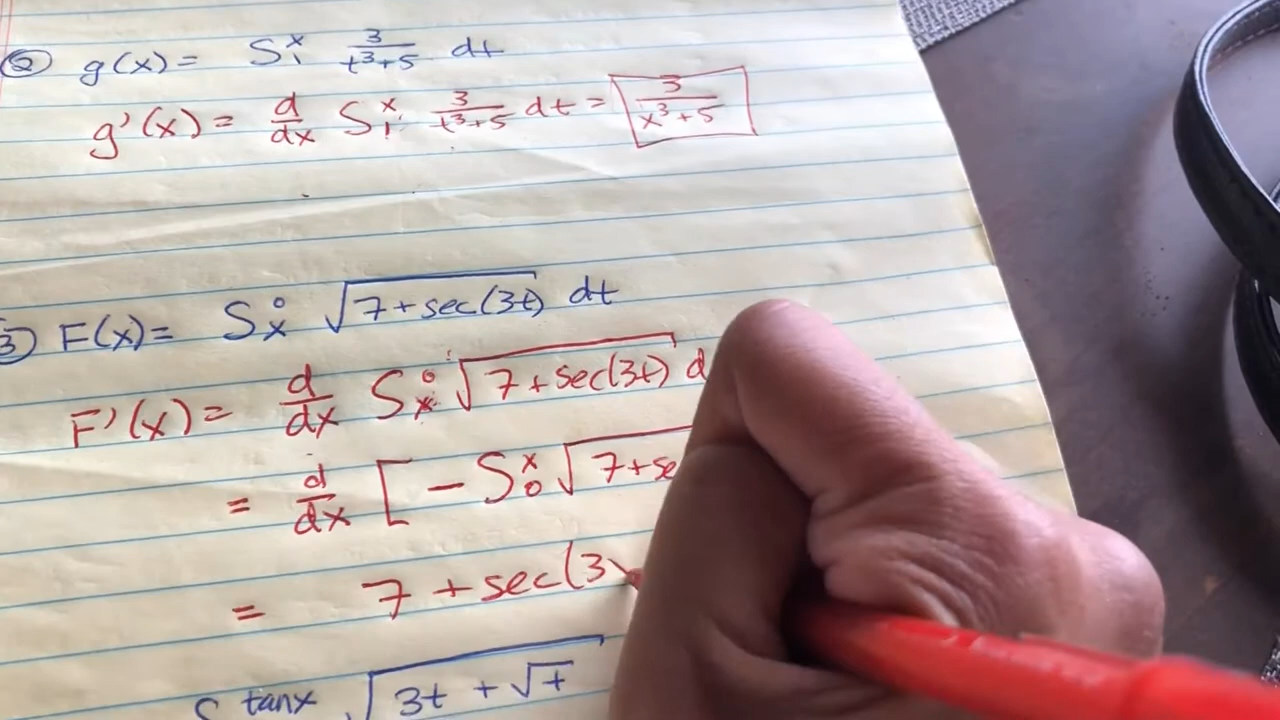 ② g(x) = S₁ˣ 3/(t³+5) dt
g'(x) = d/dx S₁ˣ 3/(t³+5) dt = 3/(x³+5)
3) F(x) = Sₓ⁰ √(7+sec(3t)) dt
F'(x) = d/dx Sₓ⁰ √(7+sec(3t)) d
= d/dx [ - S₀ˣ √(7+se
= 7 + sec(3
S tanx √(3t + √t